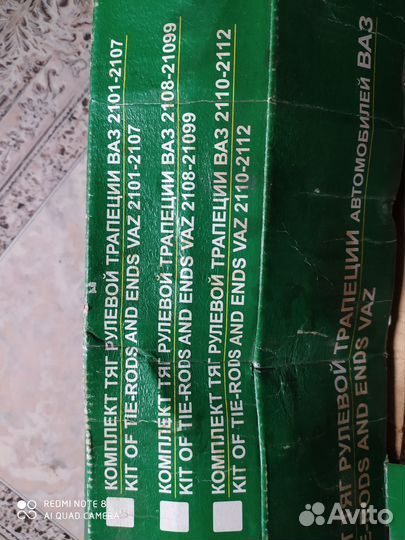 КОМПЛЕКТ ТЯГ РУЛЕВОЙ ТРАПЕЦИИ ВАЗ 2101-2107
KIT OF TIE-RODS AND ENDS VAZ 2101-2107
КОМПЛЕКТ ТЯГ РУЛЕВОЙ ТРАПЕЦИИ ВАЗ 2108-21099
KIT OF TIE-RODS AND ENDS VAZ 2108-21099
КОМПЛЕКТ ТЯГ РУЛЕВОЙ ТРАПЕЦИИ ВАЗ 2110-2112
KIT OF TIE-RODS AND ENDS VAZ 2110-2112
ТЯГ РУЛЕВОЙ ТРАПЕЦИИ АВТОМОБИЛЕЙ ВАЗ
TIE-RODS AND ENDS VAZ
REDMI NOTE 8
AI QUAD CAMERA
Avito